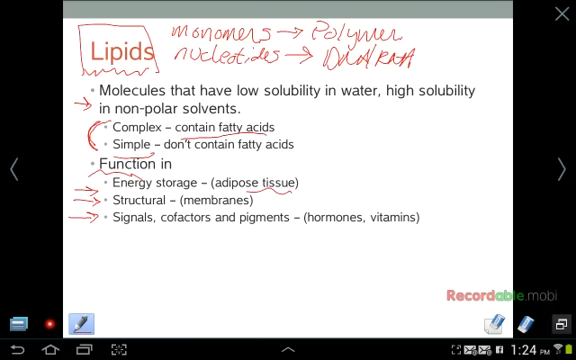 monomers → Polymer
Lipids nucleotides → DNA/RNA
• Molecules that have low solubility in water, high solubility
in non-polar solvents.
• Complex – contain fatty acids
• Simple – don't contain fatty acids
• Function in
• Energy storage – (adipose tissue)
• Structural – (membranes)
• Signals, cofactors and pigments – (hormones, vitamins)
Recordable.mobi
1:24 PM